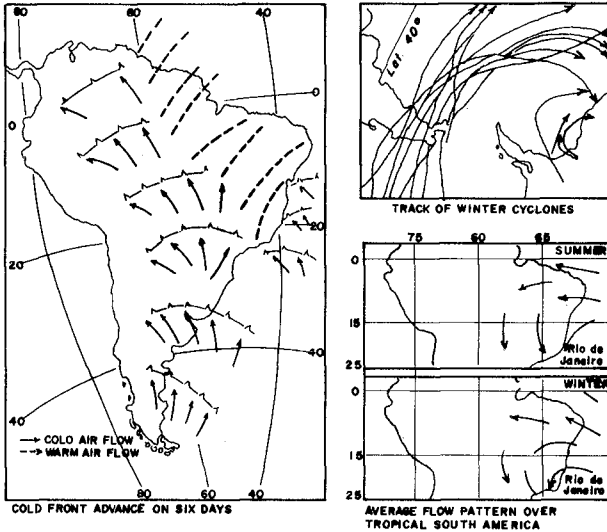 80
60
40
0
0
20
20
40
40
COLD AIR FLOW
WARM AIR FLOW
80
60
40
COLD FRONT ADVANCE ON SIX DAYS
Lat. 40°
TRACK OF WINTER CYCLONES
75
60
65
SUMMER
0
15
25
Rio de
Janeiro
WINTER
0
15
25
Rio de
Janeiro
AVERAGE FLOW PATTERN OVER
TROPICAL SOUTH AMERICA